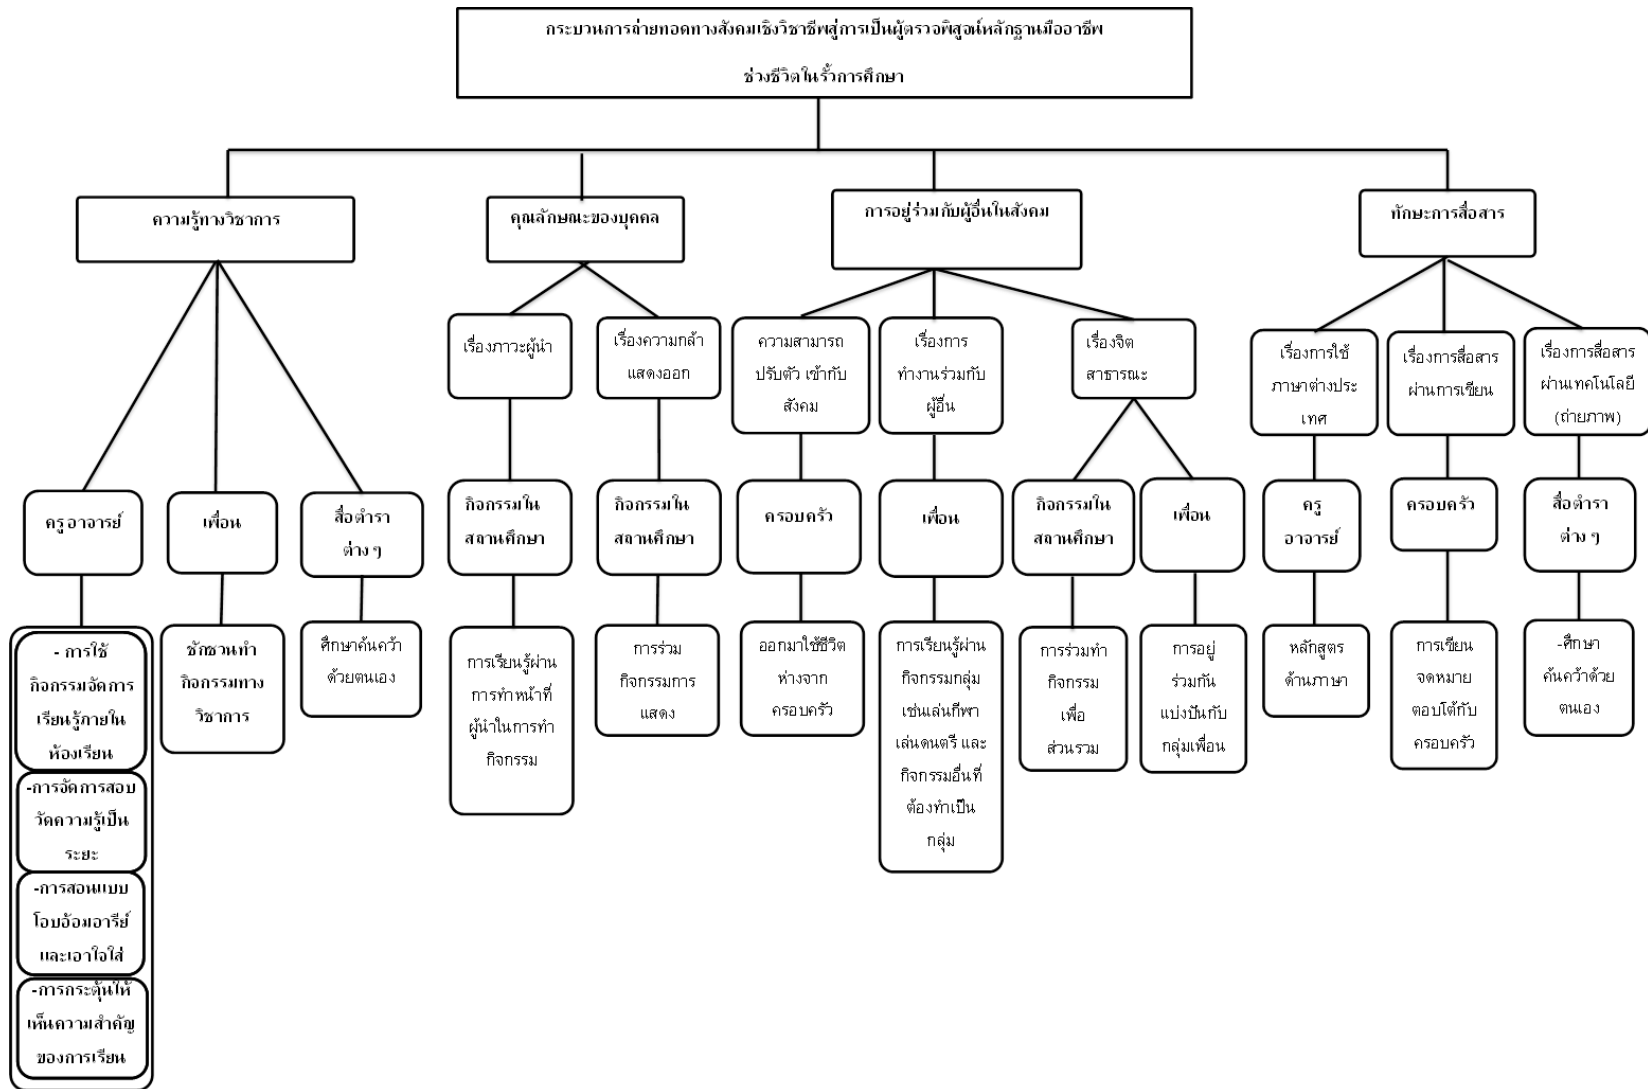 กระบวนการถ่ายทอดทางสังคมเชิงวิชาชีพสู่การเป็นผู้ตรวจพิสูจน์หลักฐานมืออาชีพ
ช่วงชีวิตในรั้วการศึกษา
ความรู้ทางวิชาการ
คุณลักษณะของบุคคล
การอยู่ร่วมกับผู้อื่นในสังคม
ทักษะการสื่อสาร
เรื่องภาวะผู้นำ
เรื่องความกล้า
แสดงออก
ความสามารถ
ปรับตัว เข้ากับ
สังคม
เรื่องการ
ทำงานร่วมกับ
ผู้อื่น
เรื่องจิต
สาธารณะ
เรื่องการใช้
ภาษาต่างประ
เทศ
เรื่องการสื่อสาร
ผ่านการเขียน
เรื่องการสื่อสาร
ผ่านเทคโนโลยี
(ถ่ายภาพ)
ครู อาจารย์
เพื่อน
สื่อตำรา
ต่าง ๆ
กิจกรรมใน
สถานศึกษา
กิจกรรมใน
สถานศึกษา
ครอบครัว
เพื่อน
กิจกรรมใน
สถานศึกษา
เพื่อน
ครู
อาจารย์
ครอบครัว
สื่อตำรา
ต่าง ๆ
- การใช้
กิจกรรมจัดการ
เรียนรู้ภายใน
ห้องเรียน
-การจัดการสอบ
วัดความรู้เป็น
ระยะ
-การสอนแบบ
โอบอ้อมอารีย์
และเอาใจใส่
-การกระตุ้นให้
เห็นความสำคัญ
ของการเรียน
ชักชวนทำ
กิจกรรมทาง
วิชาการ
ศึกษาค้นคว้า
ด้วยตนเอง
การเรียนรู้ผ่าน
การทำหน้าที่
ผู้นำในการทำ
กิจกรรม
การร่วม
กิจกรรมการ
แสดง
ออกมาใช้ชีวิต
ห่างจาก
ครอบครัว
การเรียนรู้ผ่าน
กิจกรรมกลุ่ม
เช่นเล่นกีฬา
เล่นดนตรี และ
กิจกรรมอื่นที่
ต้องทำเป็น
กลุ่ม
การร่วมทำ
กิจกรรม
เพื่อ
ส่วนรวม
การอยู่
ร่วมกัน
แบ่งปันกับ
กลุ่มเพื่อน
หลักสูตร
ด้านภาษา
การเขียน
จดหมาย
ตอบโต้กับ
ครอบครัว
-ศึกษา
ค้นคว้าด้วย
ตนเอง